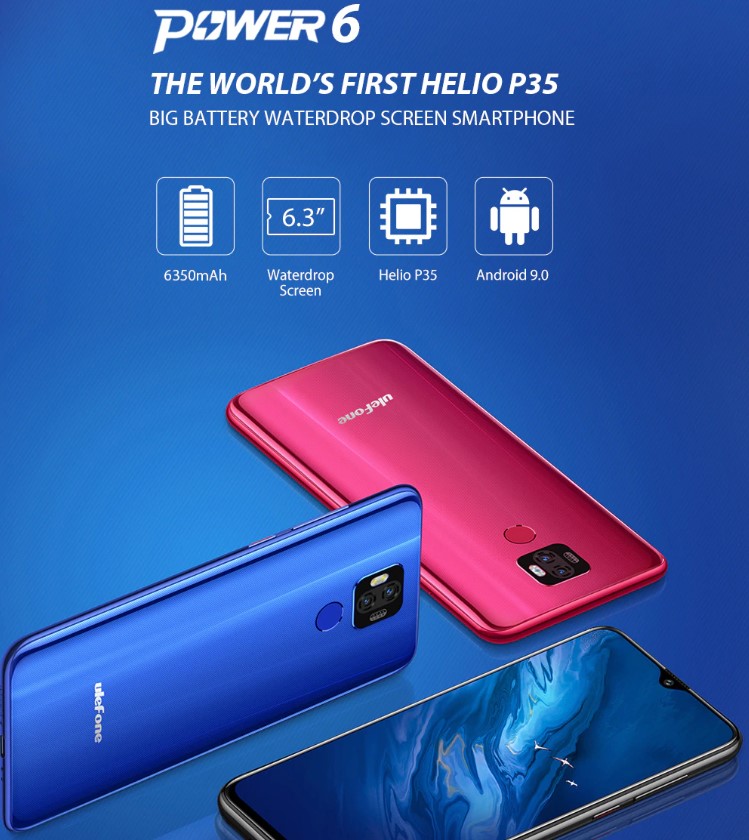 POWER 6
THE WORLD’S FIRST HELIO P35
BIG BATTERY WATERDROP SCREEN SMARTPHONE
6.3”
6350mAh
Waterdrop
Screen
Helio P35
Android 9.0
ulefone
ulefone